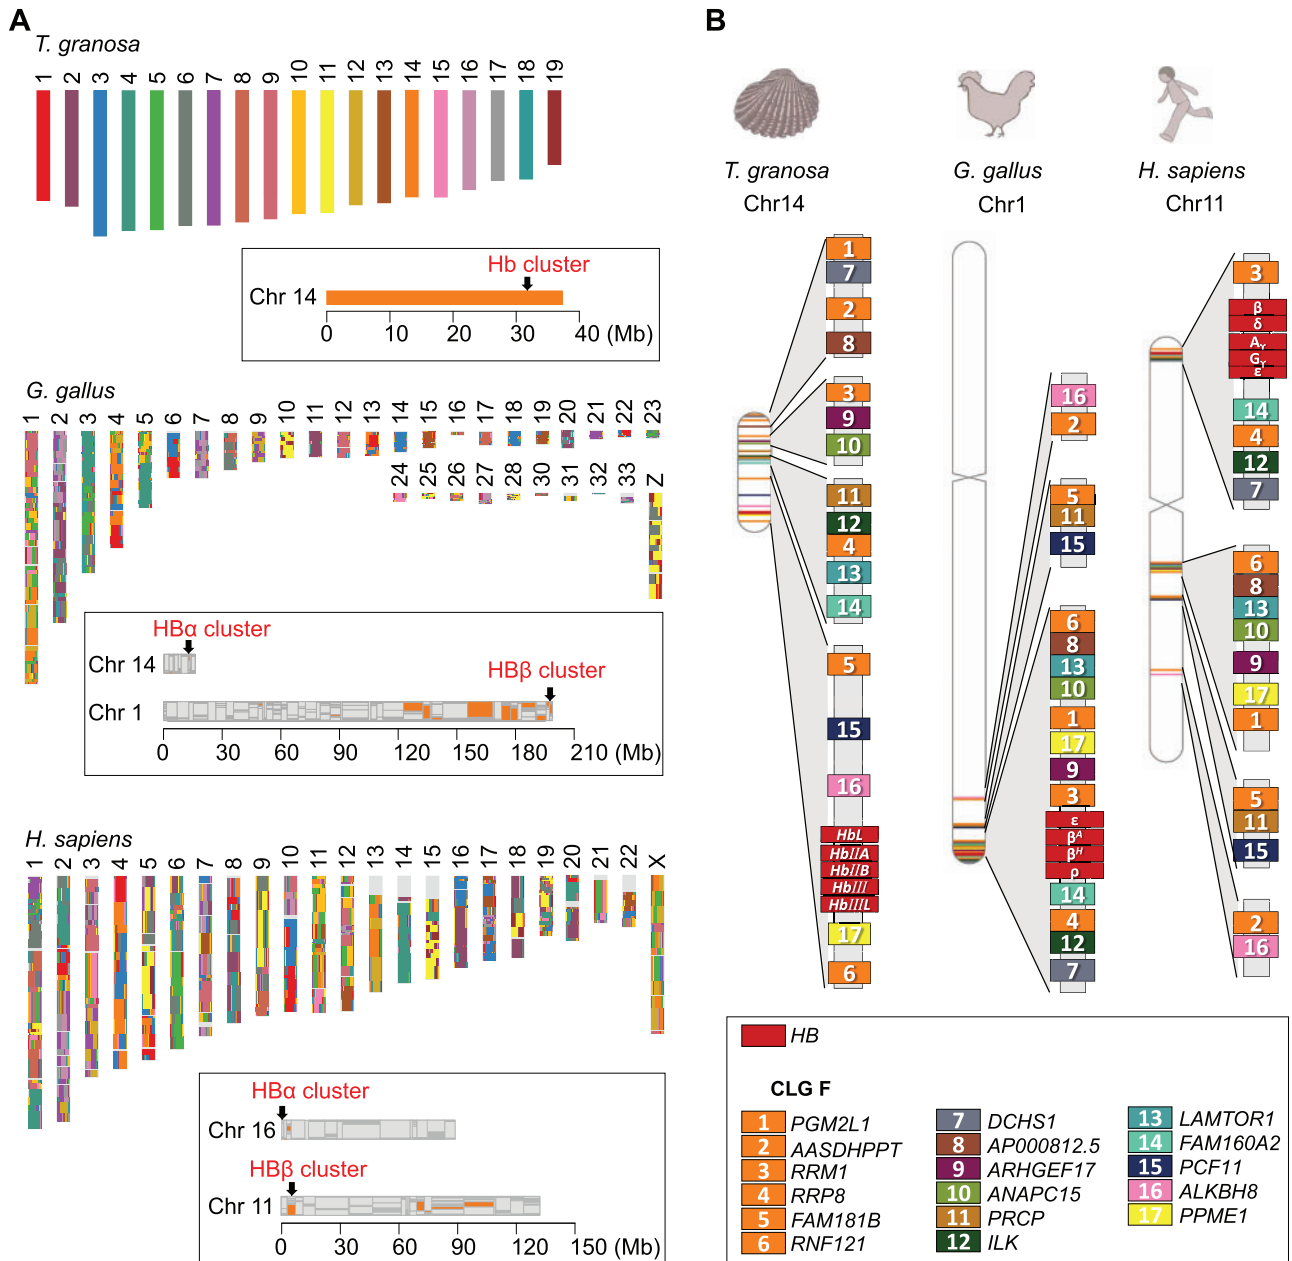 A
T. granosa
1 2 3 4 5 6 7 8 9 10 11 12 13 14 15 16 17 18 19
Hb cluster
Chr 14
0 10 20 30 40 (Mb)
G. gallus
1 2 3 4 5 6 7 8 9 10 11 12 13 14 15 16 17 18 19 20 21 22 23
24 25 26 27 28 30 31 32 33 Z
HBα cluster
Chr 14
HBβ cluster
Chr 1
0 30 60 90 120 150 180 210 (Mb)
H. sapiens
1 2 3 4 5 6 7 8 9 10 11 12 13 14 15 16 17 18 19 20 21 22 X
HBα cluster
Chr 16
HBβ cluster
Chr 11
0 30 60 90 120 150 (Mb)
B
T. granosa
Chr14
1
7
2
8
3
9
10
11
12
4
13
14
5
15
16
HbL
HbIIA
HbIIB
HbIII
HbIIIL
17
6
G. gallus
Chr1
16
2
5
11
15
6
8
13
10
1
17
9
3
ε
βA
βH
ρ
14
4
12
7
H. sapiens
Chr11
3
β
δ
Aγ
Gγ
ε
14
4
12
7
6
8
13
10
9
17
1
5
11
15
2
16
HB
CLG F
1 PGM2L1
2 AASDHPPT
3 RRM1
4 RRP8
5 FAM181B
6 RNF121
7 DCHS1
8 AP000812.5
9 ARHGEF17
10 ANAPC15
11 PRCP
12 ILK
13 LAMTOR1
14 FAM160A2
15 PCF11
16 ALKBH8
17 PPME1